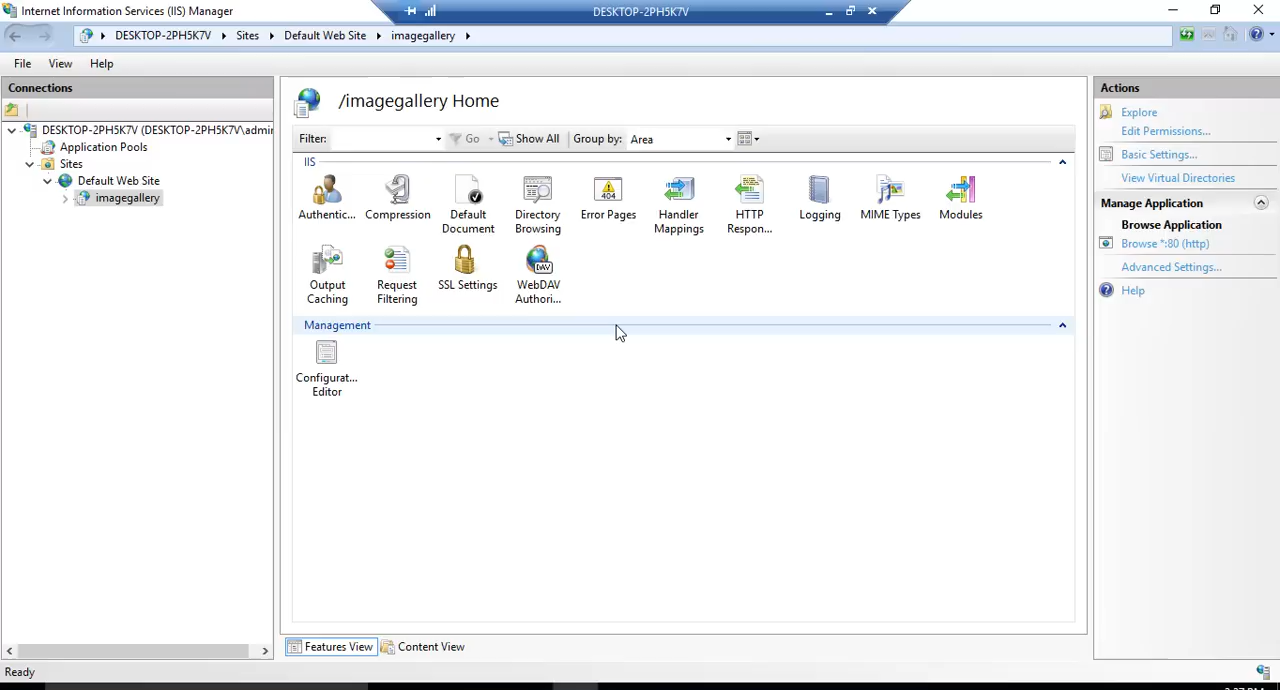 Internet Information Services (IIS) Manager
DESKTOP-2PH5K7V
DESKTOP-2PH5K7V
Sites
Default Web Site
imagegallery
File
View
Help
Connections
DESKTOP-2PH5K7V (DESKTOP-2PH5K7V\admir
Application Pools
Sites
Default Web Site
imagegallery
/imagegallery Home
Filter:
Go
Show All
Group by:
Area
IIS
Authentic...
Compression
Default
Document
Directory
Browsing
Error Pages
404
Handler
Mappings
HTTP
Respon...
Logging
MIME Types
Modules
Output
Caching
Request
Filtering
SSL Settings
DAV
WebDAV
Authori...
Management
Configurat...
Editor
Features View
Content View
Actions
Explore
Edit Permissions...
Basic Settings...
View Virtual Directories
Manage Application
Browse Application
Browse *:80 (http)
Advanced Settings...
Help
Ready